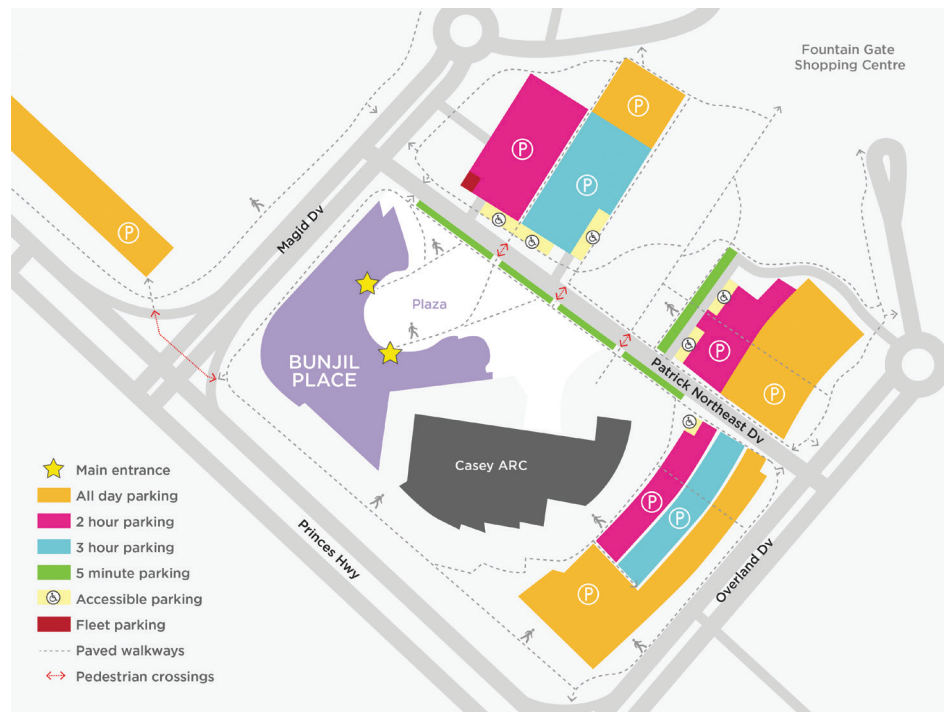 Fountain Gate
Shopping Centre
P
P
P
P
Magid Dv
Plaza
BUNJIL
PLACE
P
P
Patrick Northeast Dv
Casey ARC
P
P
P
Princes Hwy
Overland Dv
Main entrance
All day parking
2 hour parking
3 hour parking
5 minute parking
Accessible parking
Fleet parking
Paved walkways
Pedestrian crossings